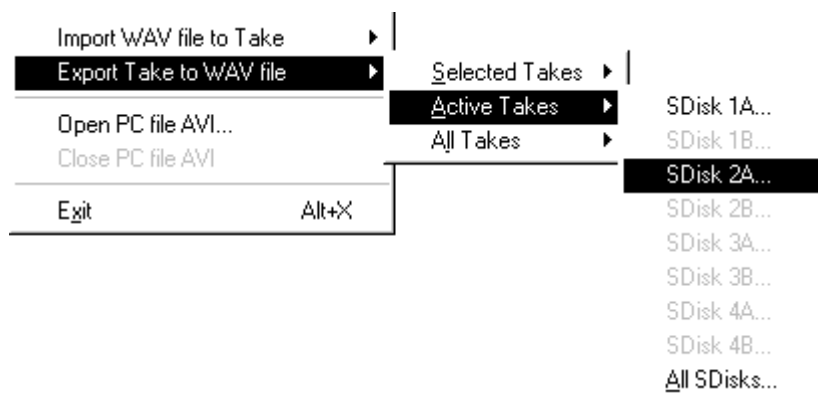 Import WAV file to Take
Export Take to WAV file
Open PC file AVI...
Close PC file AVI
Exit Alt+X
Selected Takes
Active Takes
All Takes
SDisk 1A...
SDisk 1B...
SDisk 2A...
SDisk 2B...
SDisk 3A...
SDisk 3B...
SDisk 4A...
SDisk 4B...
All SDisks...